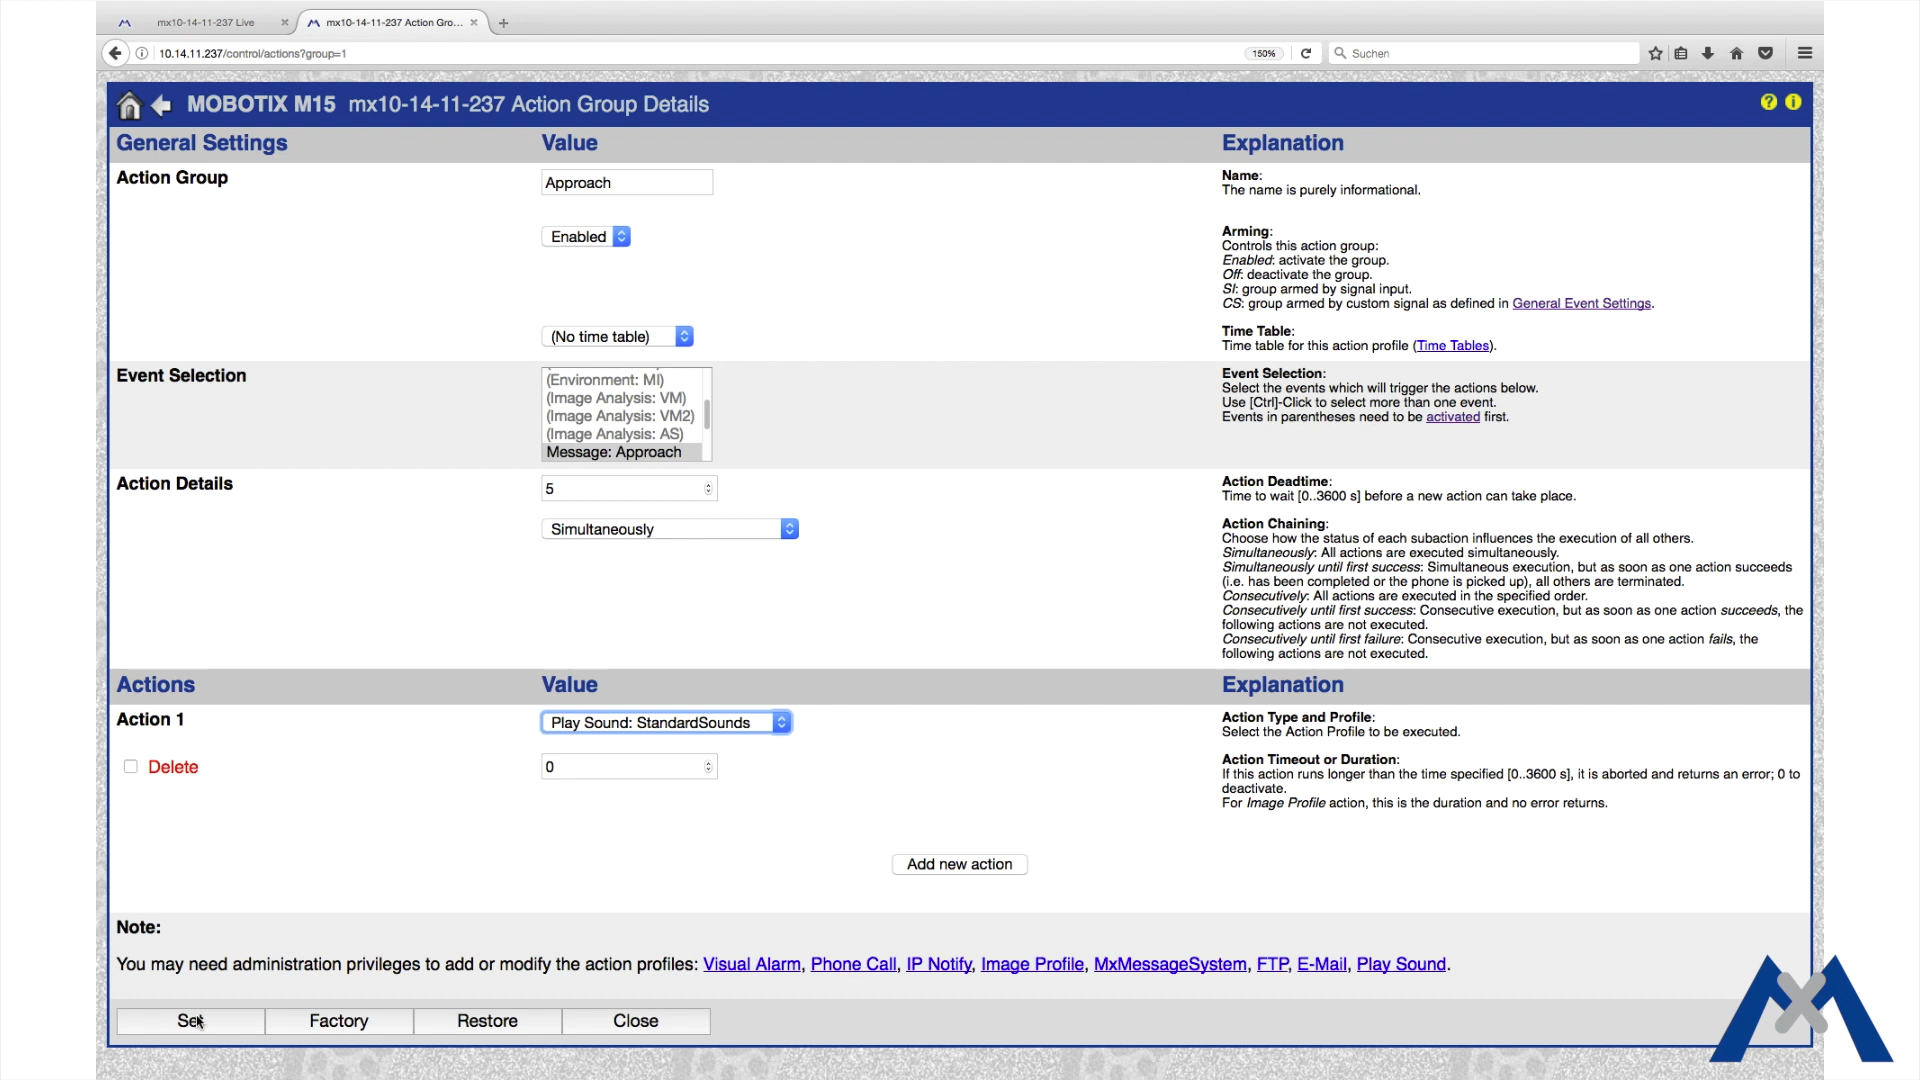 mx10-14-11-237 Live
mx10-14-11-237 Action Gro...
10.14.11.237/control/actions?group=1
150%
Suchen
MOBOTIX M15 mx10-14-11-237 Action Group Details
General Settings
Value
Explanation
Action Group
Approach
Name:
The name is purely informational.
Enabled
Arming:
Controls this action group:
Enabled: activate the group.
Off: deactivate the group.
SI: group armed by signal input.
CS: group armed by custom signal as defined in General Event Settings.
(No time table)
Time Table:
Time table for this action profile (Time Tables).
Event Selection
(Environment: MI)
(Image Analysis: VM)
(Image Analysis: VM2)
(Image Analysis: AS)
Message: Approach
Event Selection:
Select the events which will trigger the actions below.
Use [Ctrl]-Click to select more than one event.
Events in parentheses need to be activated first.
Action Details
5
Action Deadtime:
Time to wait [0..3600 s] before a new action can take place.
Simultaneously
Action Chaining:
Choose how the status of each subaction influences the execution of all others.
Simultaneously: All actions are executed simultaneously.
Simultaneously until first success: Simultaneous execution, but as soon as one action succeeds
(i.e. has been completed or the phone is picked up), all others are terminated.
Consecutively: All actions are executed in the specified order.
Consecutively until first success: Consecutive execution, but as soon as one action succeeds, the
following actions are not executed.
Consecutively until first failure: Consecutive execution, but as soon as one action fails, the
following actions are not executed.
Actions
Value
Explanation
Action 1
Play Sound: StandardSounds
Action Type and Profile:
Select the Action Profile to be executed.
Delete
0
Action Timeout or Duration:
If this action runs longer than the time specified [0..3600 s], it is aborted and returns an error; 0 to
deactivate.
For Image Profile action, this is the duration and no error returns.
Add new action
Note:
You may need administration privileges to add or modify the action profiles: Visual Alarm, Phone Call, IP Notify, Image Profile, MxMessageSystem, FTP, E-Mail, Play Sound.
Set
Factory
Restore
Close